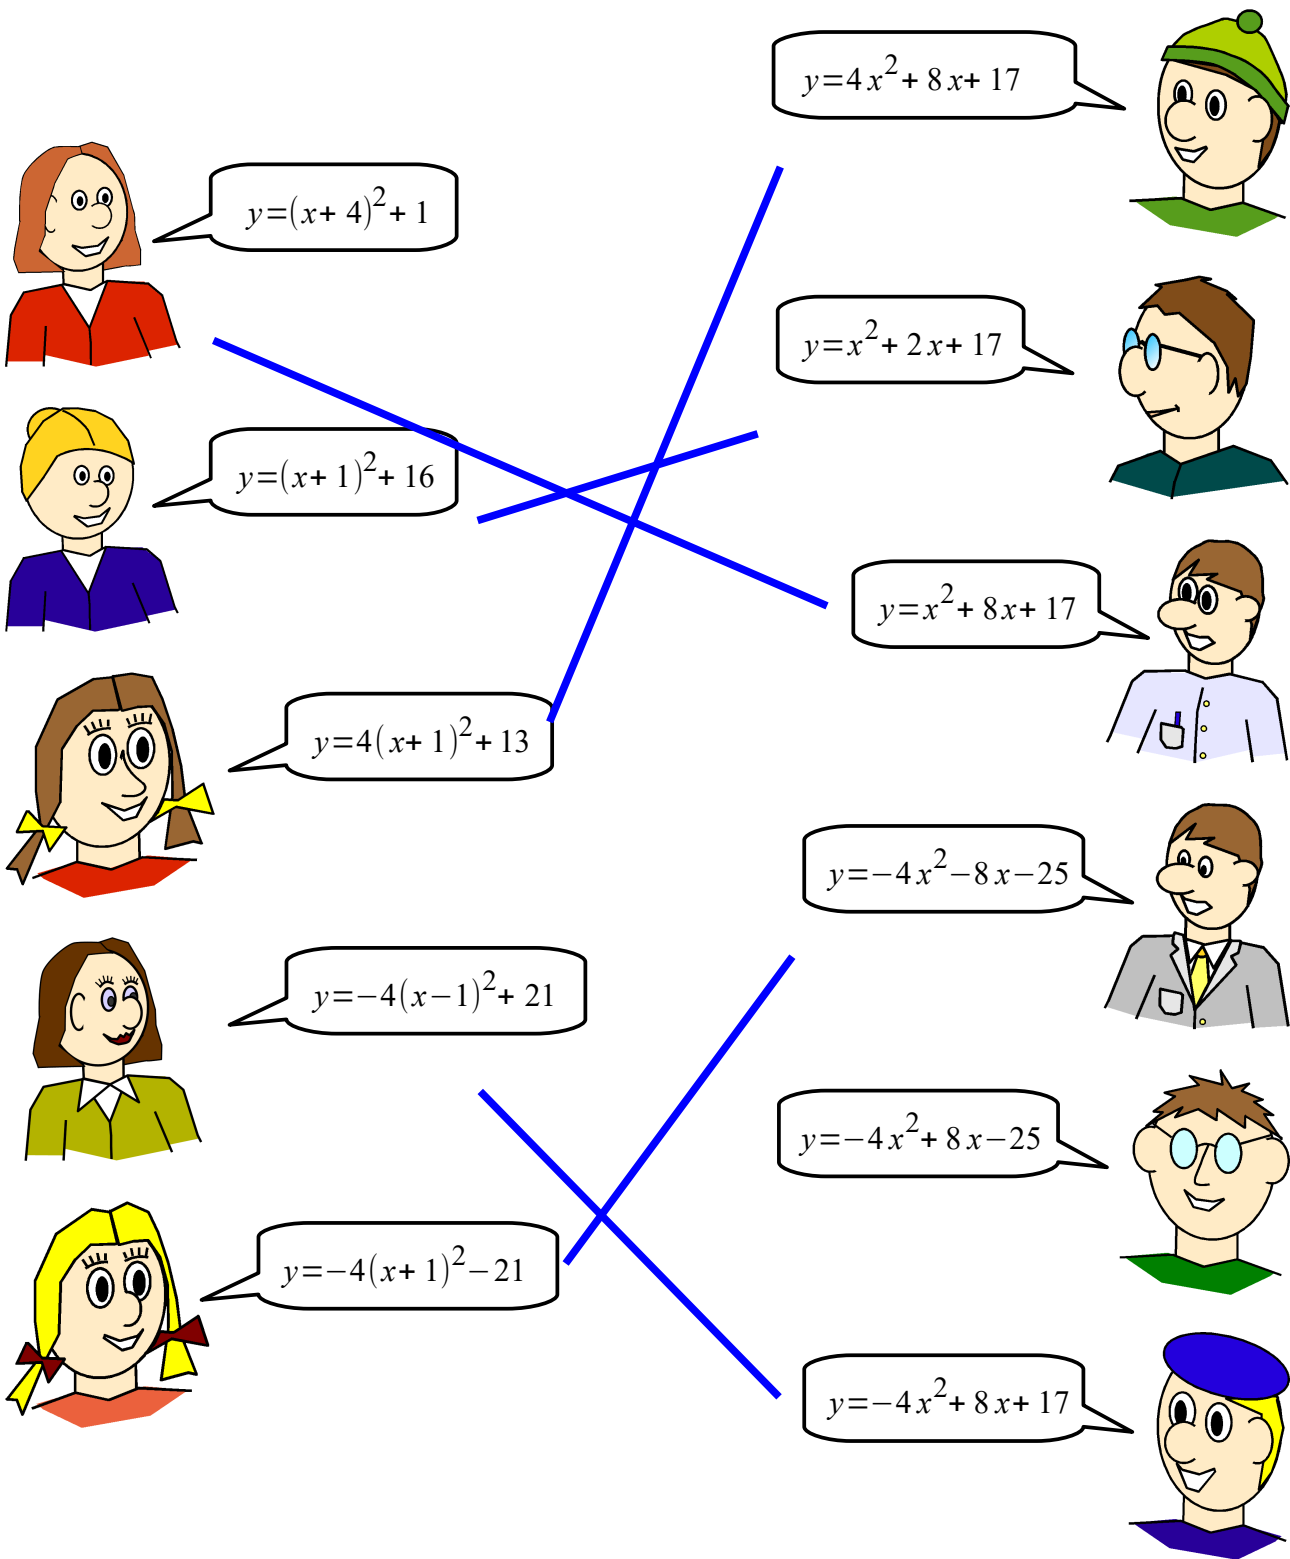 y=(x+ 4)²+ 1
y=(x+ 1)²+ 16
y=4(x+ 1)²+ 13
y=−4(x−1)²+ 21
y=−4(x+ 1)²−21
y=4x²+ 8x+ 17
y=x²+ 2x+ 17
y=x²+ 8x+ 17
y=−4x²−8x−25
y=−4x²+ 8x−25
y=−4x²+ 8x+ 17